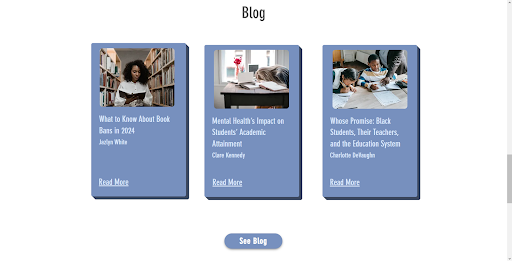 Blog
What to Know About Book
Bans in 2024
Jaclyn White
Read More
Mental Health's Impact on
Students' Academic
Attainment
Clare Kennedy
Read More
Whose Promise: Black
Students, Their Teachers,
and the Education System
Charlotte DeVaughn
Read More
See Blog